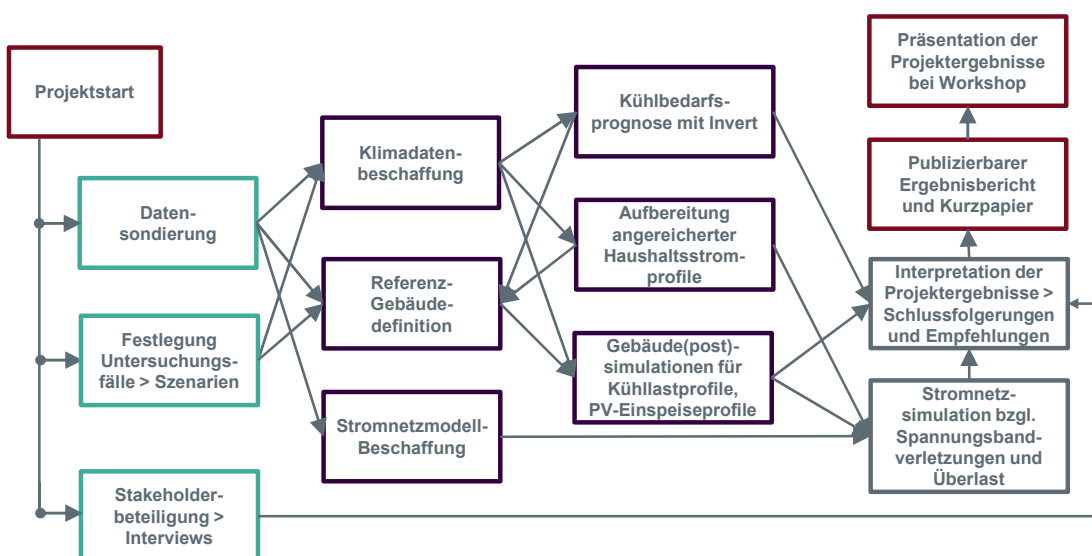 Projektstart
Daten-
sondierung
Festlegung
Untersuchungs-
fälle > Szenarien
Stakeholder-
beteiligung >
Interviews
Klimadaten-
beschaffung
Referenz-
Gebäude-
definition
Stromnetzmodell-
Beschaffung
Kühlbedarfs-
prognose mit Invert
Aufbereitung
angereicherter
Haushaltsstrom-
profile
Gebäude(post)-
simulationen für
Kühllastprofile,
PV-Einspeiseprofile
Präsentation der
Projektergebnisse
bei Workshop
Publizierbarer
Ergebnisbericht
und Kurzpapier
Interpretation der
Projektergebnisse >
Schlussfolgerungen
und Empfehlungen
Stromnetz-
simulation bzgl.
Spannungsband-
verletzungen und
Überlast